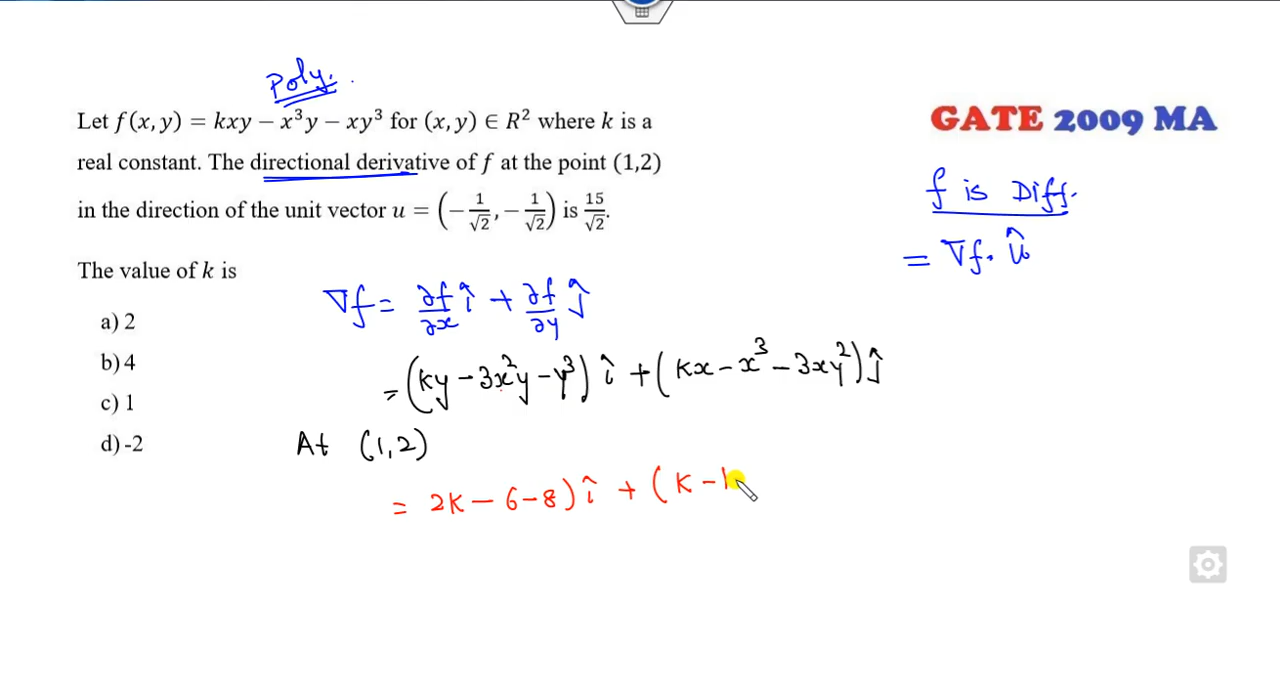 Poly.
Let f(x, y) = kxy − x³y − xy³ for (x, y) ∈ R² where k is a
real constant. The directional derivative of f at the point (1,2)
in the direction of the unit vector u = (−1/√2, −1/√2) is 15/√2.
The value of k is
a) 2
b) 4
c) 1
d) -2
GATE 2009 MA
f is Diff.
= ∇f. û
∇f = ∂f/∂x î + ∂f/∂y ĵ
= (ky − 3x²y − y³) î + (kx − x³ − 3xy²) ĵ
At (1,2)
= 2k − 6 − 8) î + (k − 1